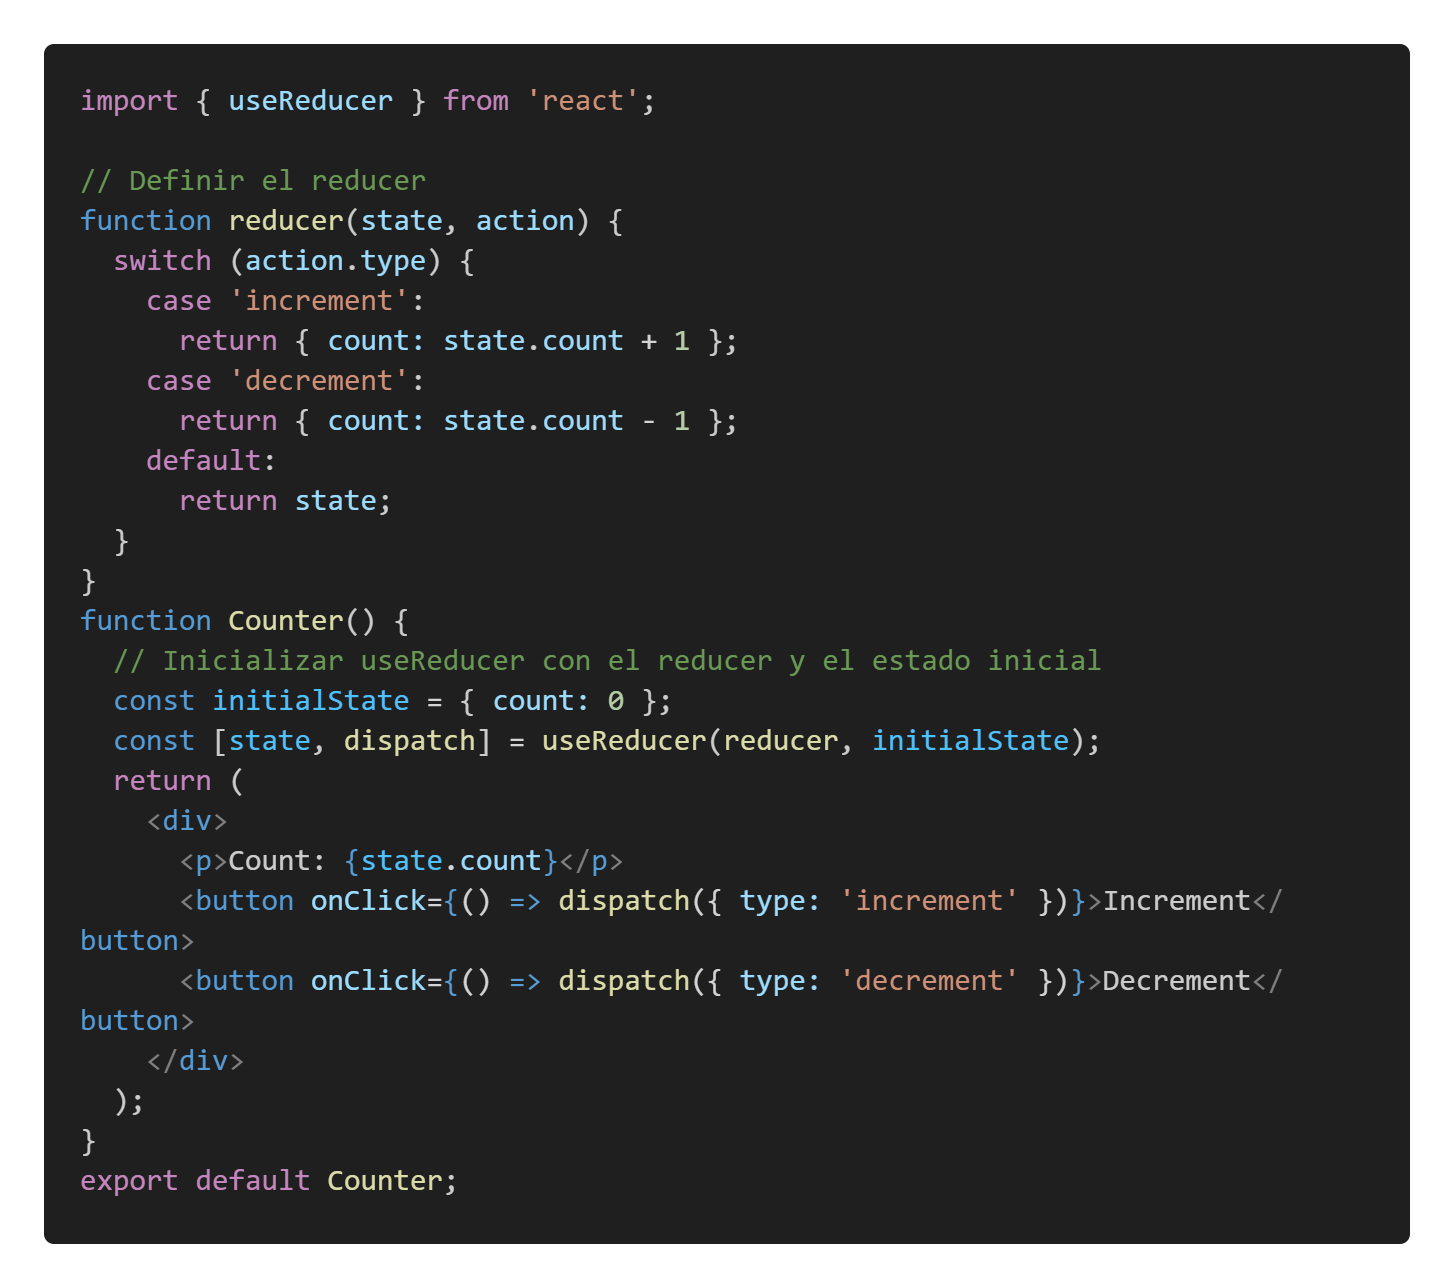 import { useReducer } from 'react';

// Definir el reducer
function reducer(state, action) {
  switch (action.type) {
    case 'increment':
      return { count: state.count + 1 };
    case 'decrement':
      return { count: state.count - 1 };
    default:
      return state;
  }
}
function Counter() {
  // Inicializar useReducer con el reducer y el estado inicial
  const initialState = { count: 0 };
  const [state, dispatch] = useReducer(reducer, initialState);
  return (
    <div>
      <p>Count: {state.count}</p>
      <button onClick={() => dispatch({ type: 'increment' })}>Increment</
button>
      <button onClick={() => dispatch({ type: 'decrement' })}>Decrement</
button>
    </div>
  );
}
export default Counter;